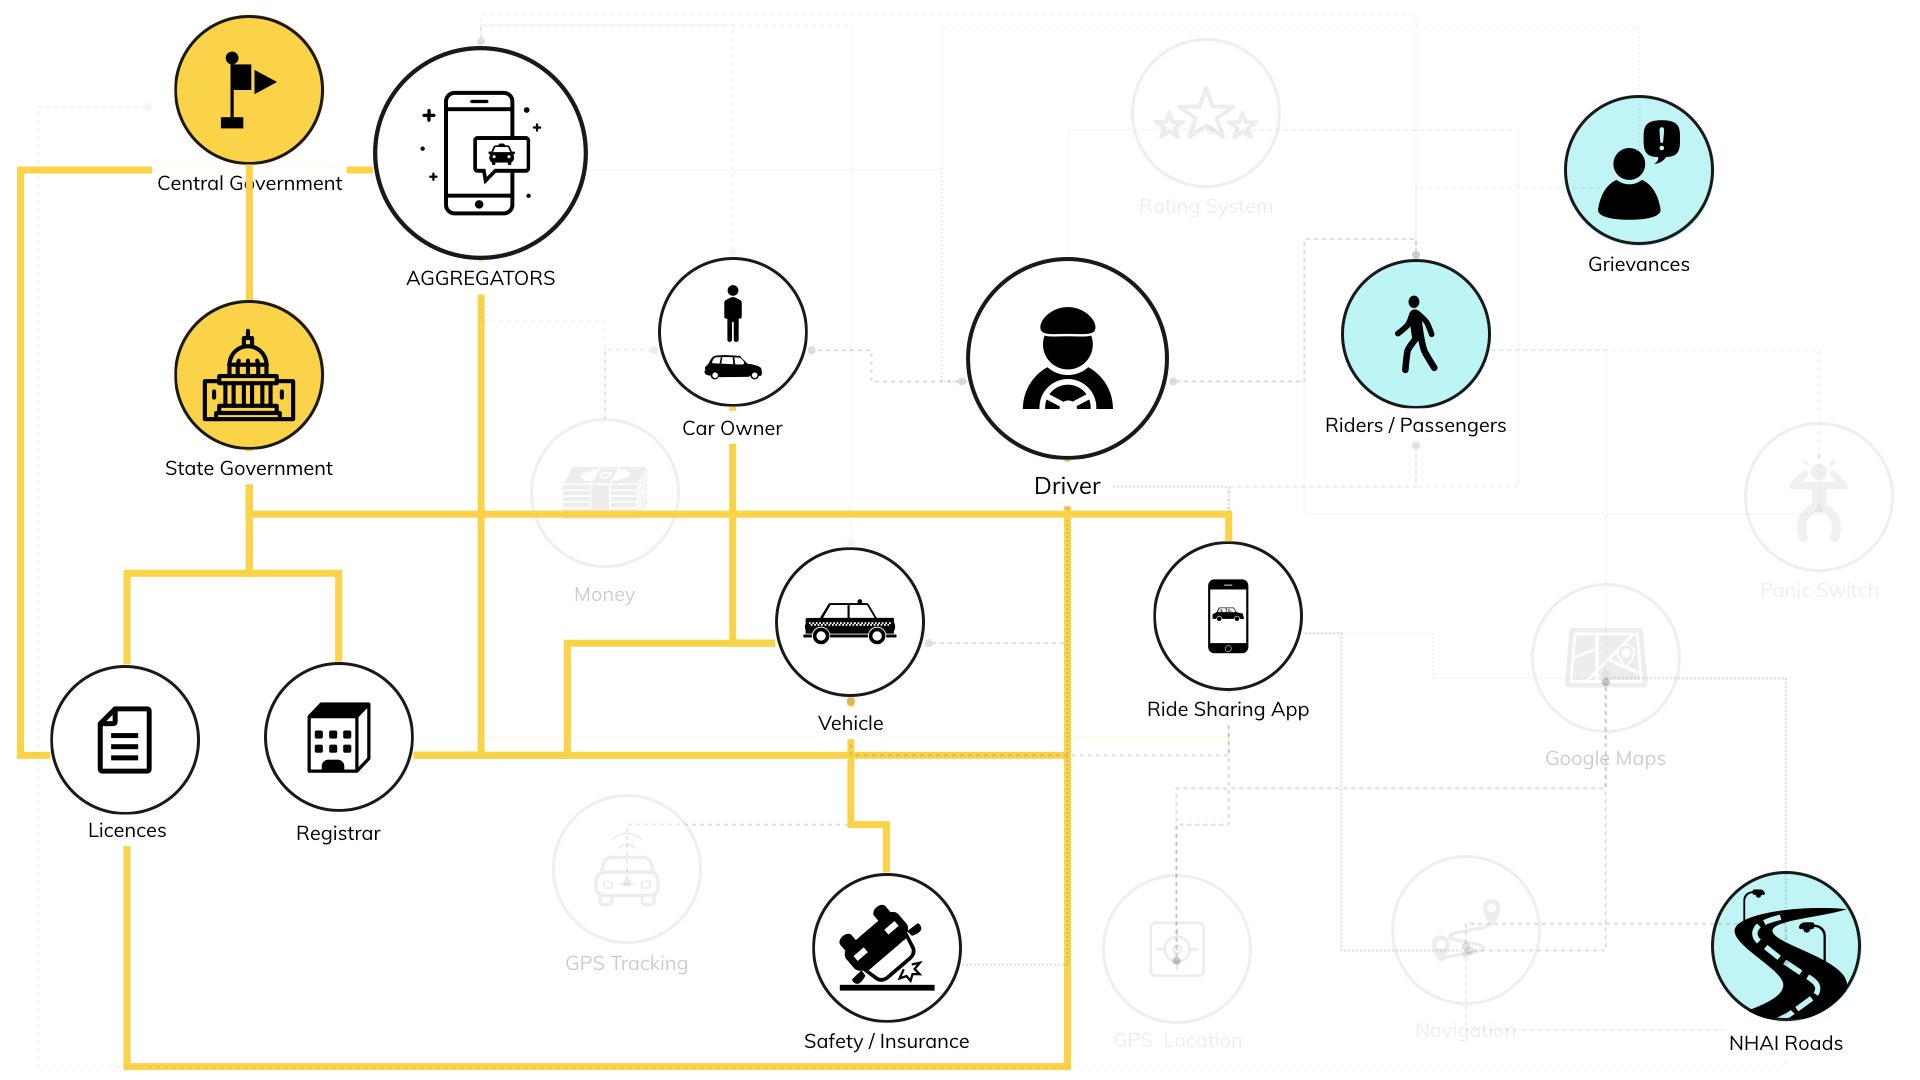 Central Government
AGGREGATORS
Rating System
Grievances
State Government
Car Owner
Driver
Riders / Passengers
Money
Panic Switch
Vehicle
Ride Sharing App
Google Maps
Licences
Registrar
GPS Tracking
Safety / Insurance
GPS Location
Navigation
NHAI Roads